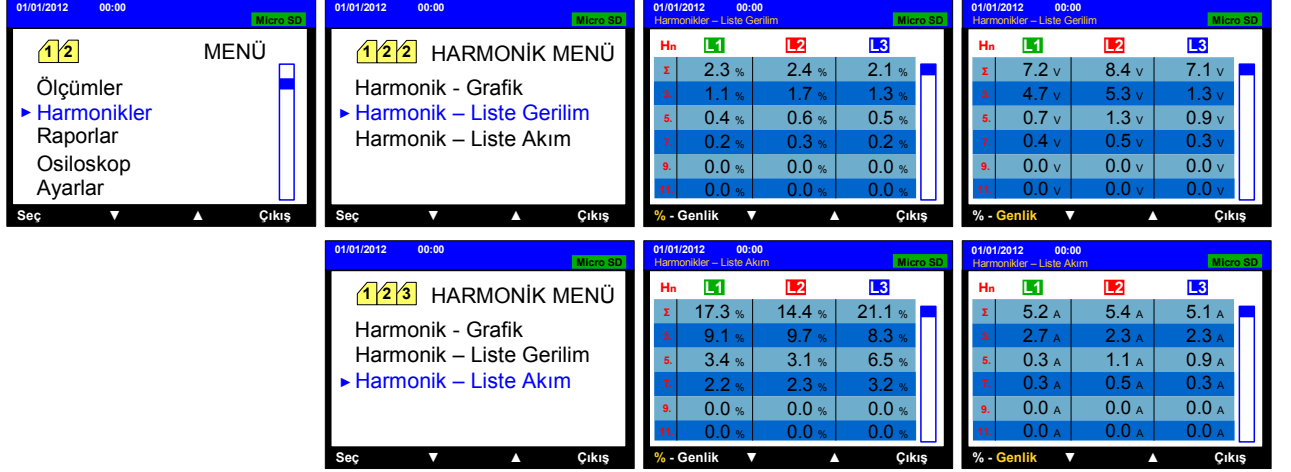 01/01/2012 00:00
Micro SD
1 2 MENÜ
Ölçümler
► Harmonikler
Raporlar
Osiloskop
Ayarlar
Seç ▼ ▲ Çıkış
01/01/2012 00:00
Micro SD
1 2 2 HARMONİK MENÜ
Harmonik - Grafik
► Harmonik – Liste Gerilim
Harmonik – Liste Akım
Seç ▼ ▲ Çıkış
01/01/2012 00:00
Harmonikler – Liste Gerilim Micro SD
Hn L1 L2 L3
Σ 2.3 % 2.4 % 2.1 %
3. 1.1 % 1.7 % 1.3 %
5. 0.4 % 0.6 % 0.5 %
7. 0.2 % 0.3 % 0.2 %
9. 0.0 % 0.0 % 0.0 %
11. 0.0 % 0.0 % 0.0 %
% - Genlik ▼ ▲ Çıkış
01/01/2012 00:00
Harmonikler – Liste Gerilim Micro SD
Hn L1 L2 L3
Σ 7.2 V 8.4 V 7.1 V
3. 4.7 V 5.3 V 1.3 V
5. 0.7 V 1.3 V 0.9 V
7. 0.4 V 0.5 V 0.3 V
9. 0.0 V 0.0 V 0.0 V
11. 0.0 V 0.0 V 0.0 V
% - Genlik ▼ ▲ Çıkış
01/01/2012 00:00
Micro SD
1 2 3 HARMONİK MENÜ
Harmonik - Grafik
Harmonik – Liste Gerilim
► Harmonik – Liste Akım
Seç ▼ ▲ Çıkış
01/01/2012 00:00
Harmonikler – Liste Akım Micro SD
Hn L1 L2 L3
Σ 17.3 % 14.4 % 21.1 %
3. 9.1 % 9.7 % 8.3 %
5. 3.4 % 3.1 % 6.5 %
7. 2.2 % 2.3 % 3.2 %
9. 0.0 % 0.0 % 0.0 %
11. 0.0 % 0.0 % 0.0 %
% - Genlik ▼ ▲ Çıkış
01/01/2012 00:00
Harmonikler – Liste Akım Micro SD
Hn L1 L2 L3
Σ 5.2 A 5.4 A 5.1 A
3. 2.7 A 2.3 A 2.3 A
5. 0.3 A 1.1 A 0.9 A
7. 0.3 A 0.5 A 0.3 A
9. 0.0 A 0.0 A 0.0 A
11. 0.0 A 0.0 A 0.0 A
% - Genlik ▼ ▲ Çıkış